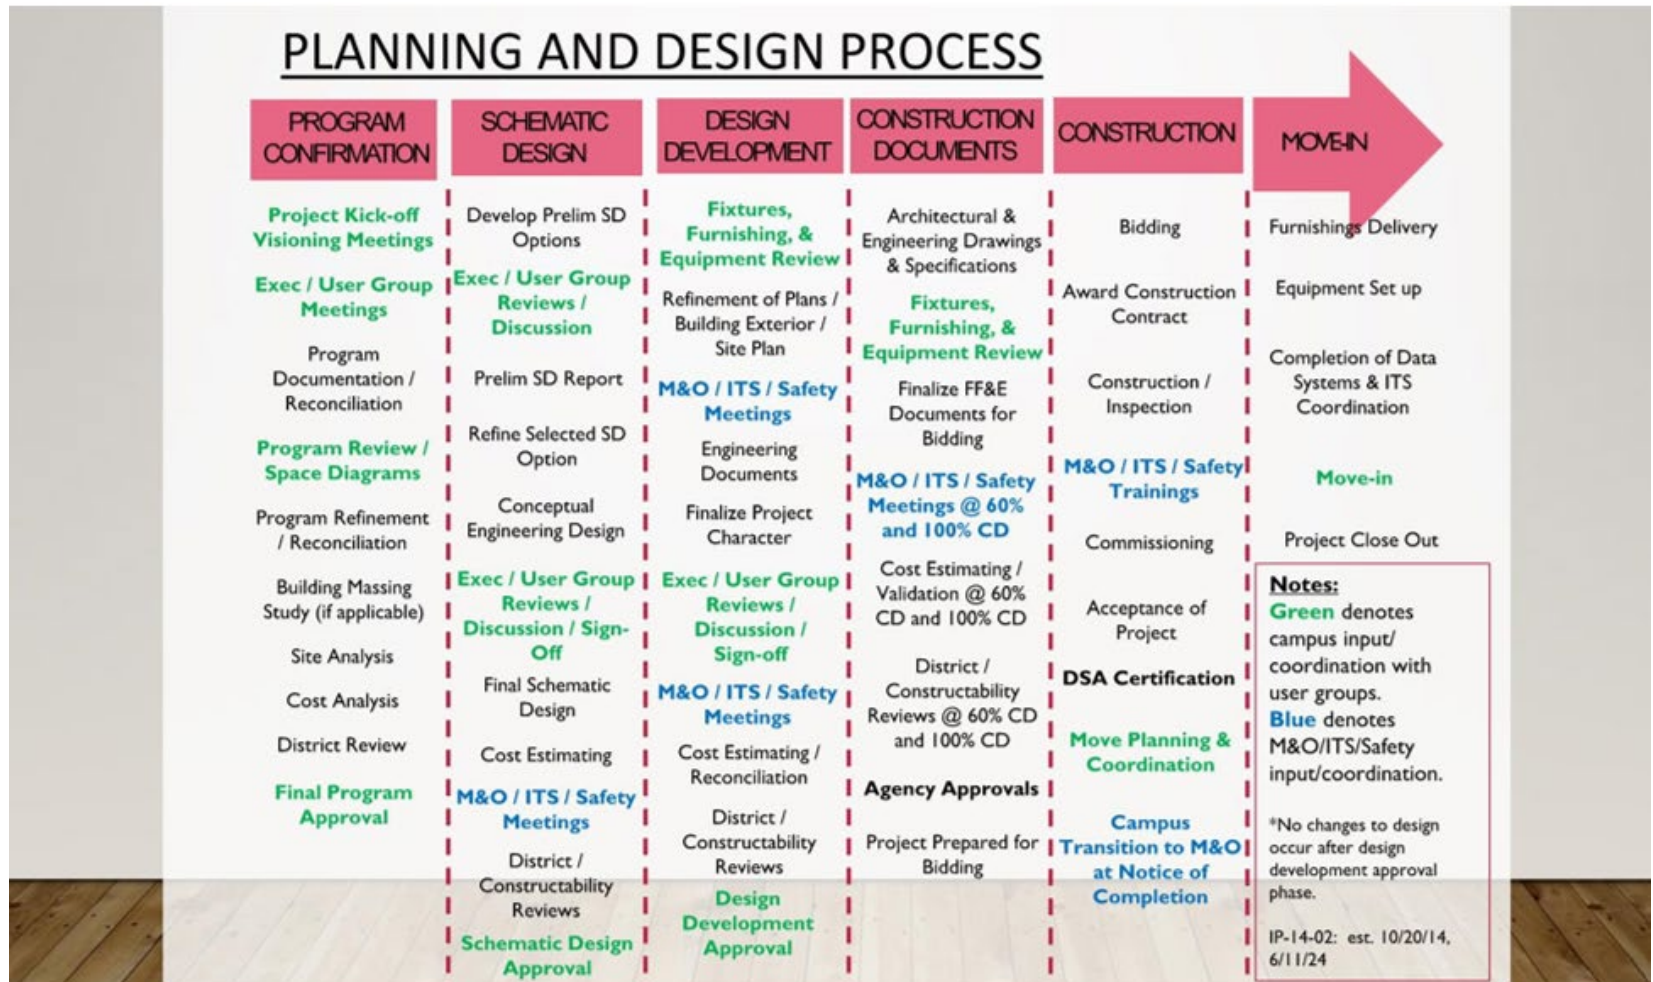 PLANNING AND DESIGN PROCESS
PROGRAM
CONFIRMATION
Project Kick-off
Visioning Meetings
Exec / User Group
Meetings
Program
Documentation /
Reconciliation
Program Review /
Space Diagrams
Program Refinement
/ Reconciliation
Building Massing
Study (if applicable)
Site Analysis
Cost Analysis
District Review
Final Program
Approval
SCHEMATIC
DESIGN
Develop Prelim SD
Options
Exec / User Group
Reviews /
Discussion
Prelim SD Report
Refine Selected SD
Option
Conceptual
Engineering Design
Exec / User Group
Reviews /
Discussion / Sign-
Off
Final Schematic
Design
Cost Estimating
M&O / ITS / Safety
Meetings
District /
Constructability
Reviews
Schematic Design
Approval
DESIGN
DEVELOPMENT
Fixtures,
Furnishing, &
Equipment Review
Refinement of Plans /
Building Exterior /
Site Plan
M&O / ITS / Safety
Meetings
Engineering
Documents
Finalize Project
Character
Exec / User Group
Reviews /
Discussion /
Sign-off
M&O / ITS / Safety
Meetings
Cost Estimating /
Reconciliation
District /
Constructability
Reviews
Design
Development
Approval
CONSTRUCTION
DOCUMENTS
Architectural &
Engineering Drawings
& Specifications
Fixtures,
Furnishing, &
Equipment Review
Finalize FF&E
Documents for
Bidding
M&O / ITS / Safety
Meetings @ 60%
and 100% CD
Cost Estimating /
Validation @ 60%
CD and 100% CD
District /
Constructability
Reviews @ 60% CD
and 100% CD
Agency Approvals
Project Prepared for
Bidding
CONSTRUCTION
Bidding
Award Construction
Contract
Construction /
Inspection
M&O / ITS / Safety
Trainings
Commissioning
Acceptance of
Project
DSA Certification
Move Planning &
Coordination
Campus
Transition to M&O
at Notice of
Completion
MOVE-IN
Furnishings Delivery
Equipment Set up
Completion of Data
Systems & ITS
Coordination
Move-in
Project Close Out
Notes:
Green denotes
campus input/
coordination with
user groups.
Blue denotes
M&O/ITS/Safety
input/coordination.
*No changes to design
occur after design
development approval
phase.
IP-14-02: est. 10/20/14,
6/11/24